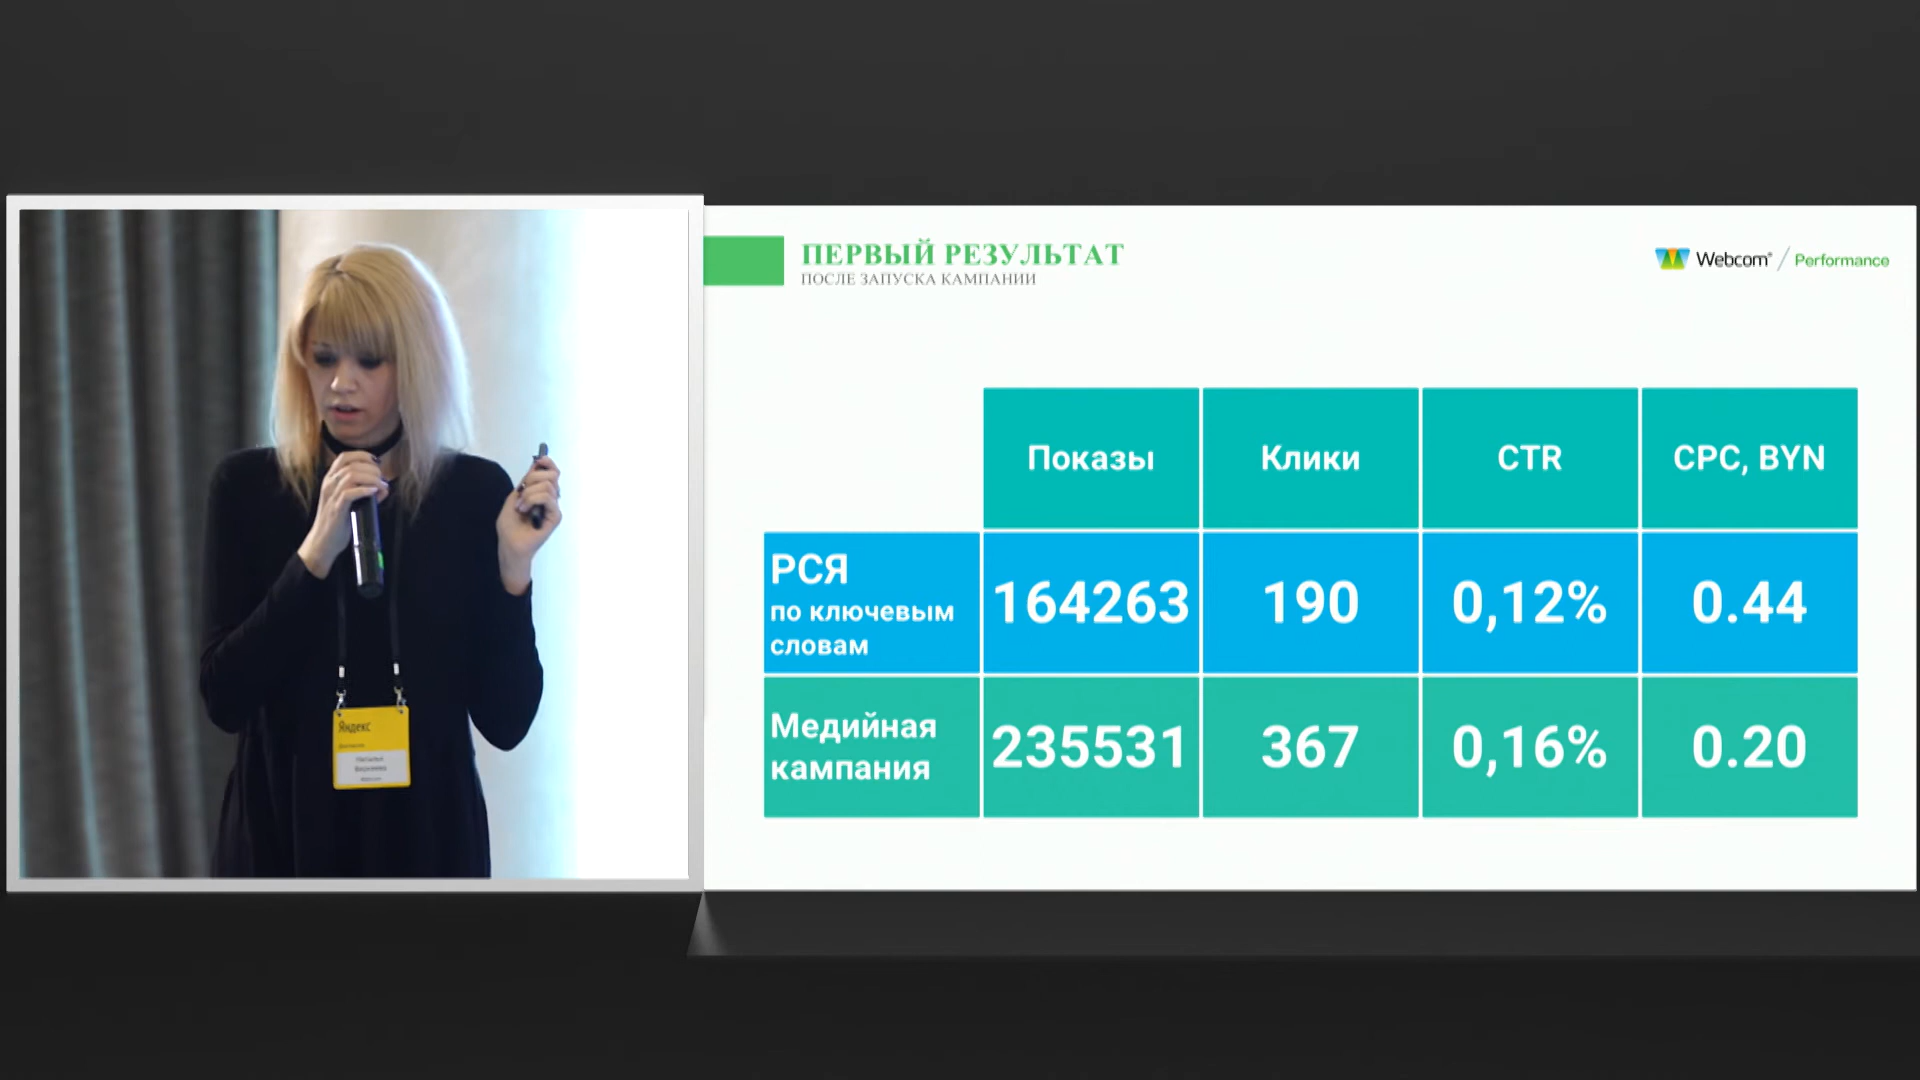 ПЕРВЫЙ РЕЗУЛЬТАТ
ПОСЛЕ ЗАПУСКА КАМПАНИИ
Webcom / Performance
Показы Клики CTR CPC, BYN
РСЯ
по ключевым
словам
164263 190 0,12% 0.44
Медийная
кампания
235531 367 0,16% 0.20
Яндекс
Наталья